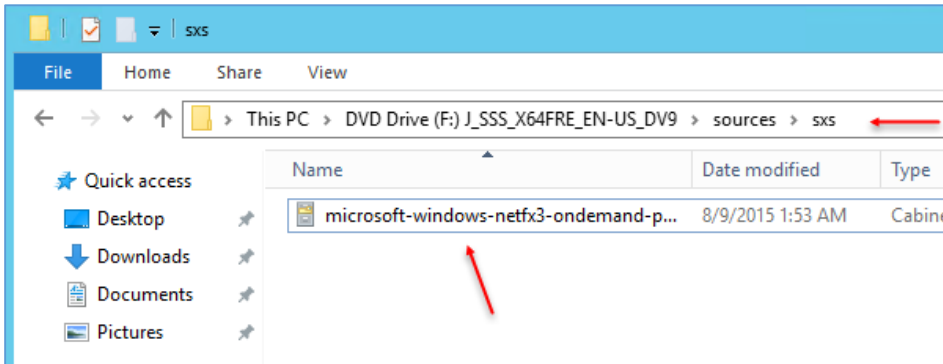 sxs
File Home Share View
This PC > DVD Drive (F:) J_SSS_X64FRE_EN-US_DV9 > sources > sxs
Name Date modified Type
Quick access
microsoft-windows-netfx3-ondemand-p... 8/9/2015 1:53 AM Cabine
Desktop
Downloads
Documents
Pictures